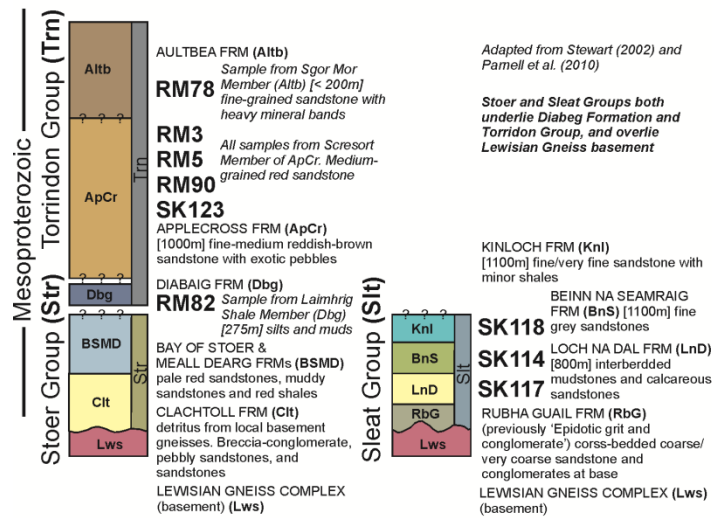 Mesoproterozoic
Torrindon Group (Trn)
Stoer Group (Str)
Altb
? ? ?
ApCr
? ? ?
Dbg
? ? ?
BSMD
Clt
Lws
Trn
Str
AULTBEA FRM (Altb)
RM78
Sample from Sgor Mor
Member (Altb) [< 200m]
fine-grained sandstone with
heavy mineral bands
RM3
RM5
RM90
SK123
All samples from Scresort
Member of ApCr. Medium-
grained red sandstone
APPLECROSS FRM (ApCr)
[1000m] fine-medium reddish-brown
sandstone with exotic pebbles
DIABAIG FRM (Dbg)
RM82
Sample from Laimhrig
Shale Member (Dbg)
[275m] silts and muds
BAY OF STOER &
MEALL DEARG FRMs (BSMD)
pale red sandstones, muddy
sandstones and red shales
CLACHTOLL FRM (Clt)
detritus from local basement
gneisses. Breccia-conglomerate,
pebbly sandstones, and
sandstones
LEWISIAN GNEISS COMPLEX
(basement) (Lws)
Adapted from Stewart (2002) and
Parnell et al. (2010)
Stoer and Sleat Groups both
underlie Diabeg Formation and
Torridon Group, and overlie
Lewisian Gneiss basement
Sleat Group (Slt)
Knl
BnS
LnD
RbG
Lws
Slt
KINLOCH FRM (Knl)
[1100m] fine/very fine sandstone with
minor shales
SK118
BEINN NA SEAMRAIG
FRM (BnS) [1100m] fine
grey sandstones
SK114
SK117
LOCH NA DAL FRM (LnD)
[800m] interberdded
mudstones and calcareous
sandstones
RUBHA GUAIL FRM (RbG)
(previously 'Epidotic grit and
conglomerate') corss-bedded coarse/
very coarse sandstone and
conglomerates at base
LEWISIAN GNEISS COMPLEX
(basement) (Lws)